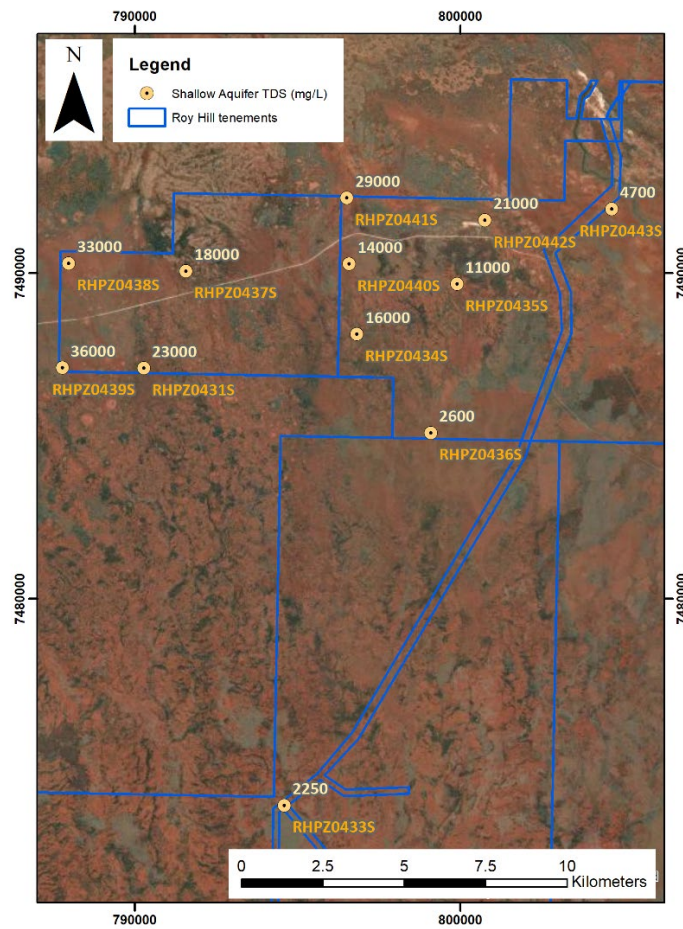 790000
800000
N
Legend
Shallow Aquifer TDS (mg/L)
Roy Hill tenements
29000
RHPZ0441S
21000
RHPZ0442S
4700
RHPZ0443S
33000
RHPZ0438S
18000
RHPZ0437S
14000
RHPZ0440S
11000
RHPZ0435S
7490000
7490000
16000
RHPZ0434S
36000
RHPZ0439S
23000
RHPZ0431S
2600
RHPZ0436S
7480000
7480000
2250
RHPZ0433S
0 2.5 5 7.5 10
Kilometers
790000
800000